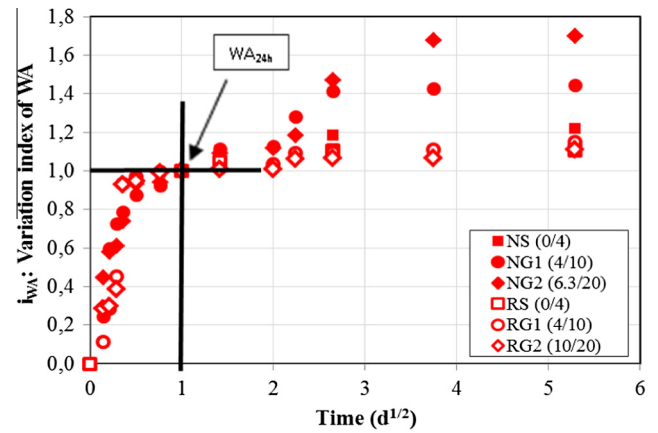 i_WA: Variation index of WA
1,8
1,6
1,4
1,2
1,0
0,8
0,6
0,4
0,2
0,0
WA24h
NS (0/4)
NG1 (4/10)
NG2 (6.3/20)
RS (0/4)
RG1 (4/10)
RG2 (10/20)
0 1 2 3 4 5 6
Time (d^1/2)